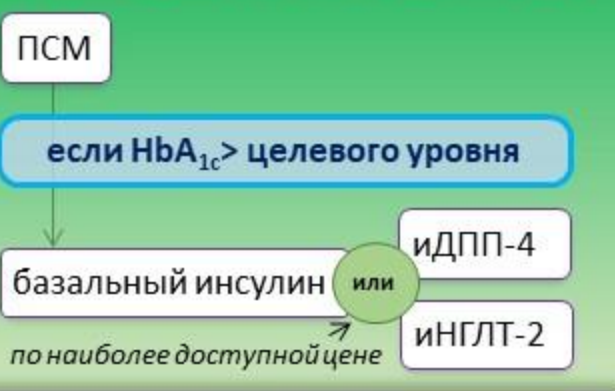 ПСМ
если HbA1c> целевого уровня
иДПП-4
базальный инсулин
или
иНГЛТ-2
по наиболее доступной цене